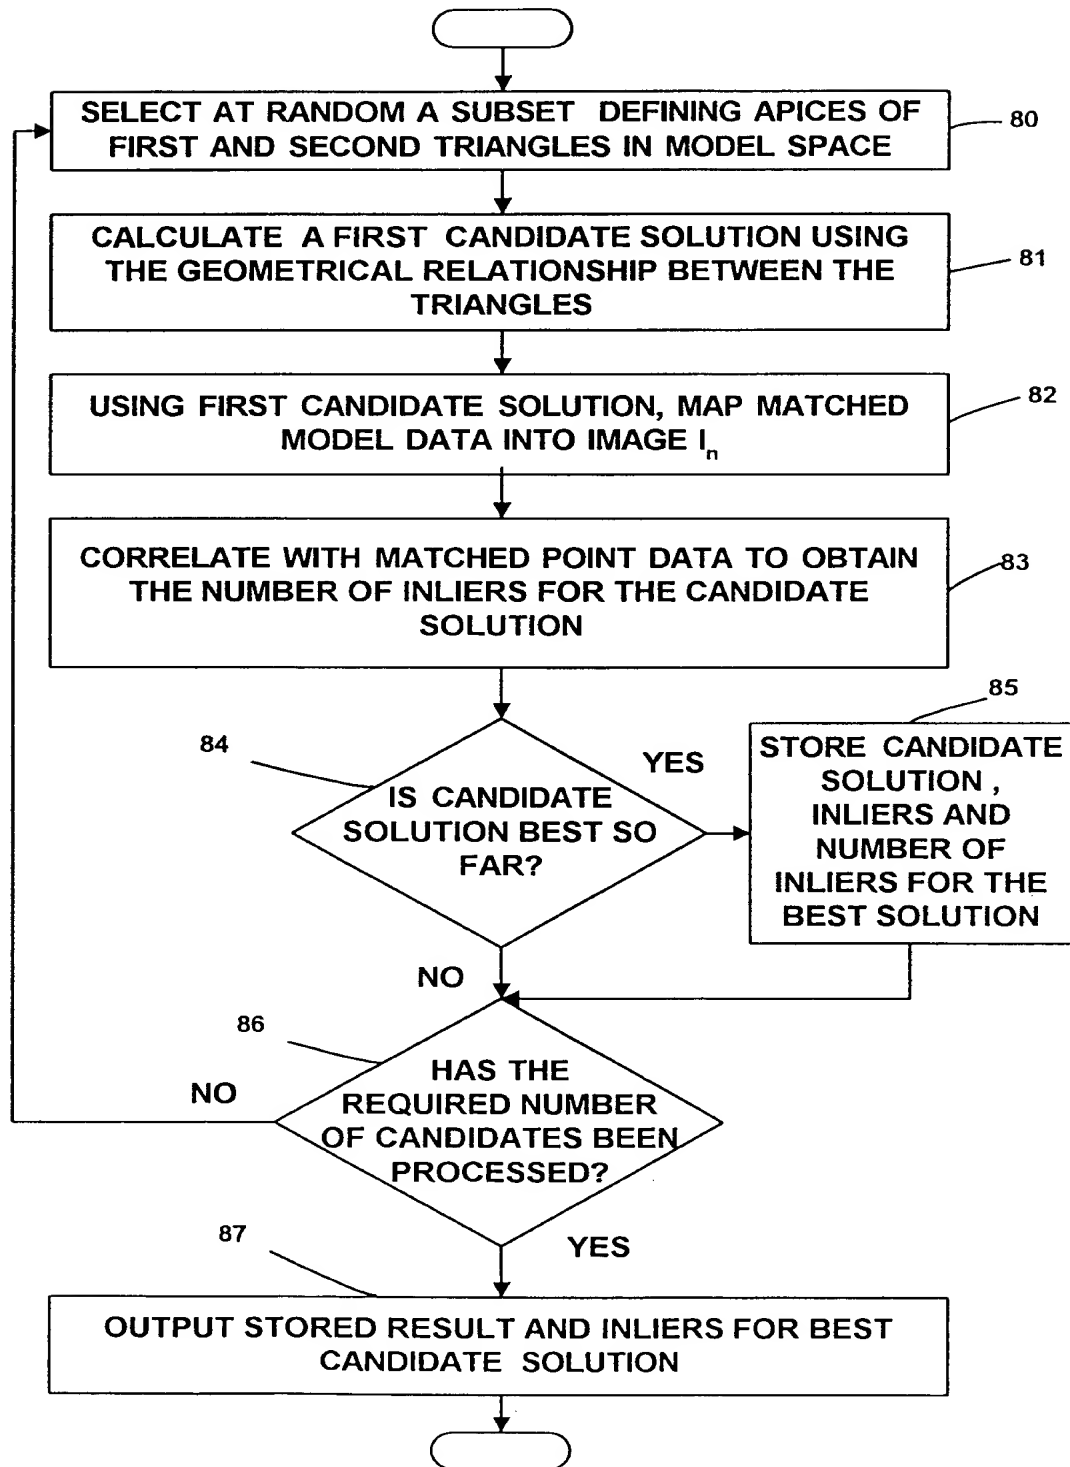 SELECT AT RANDOM A SUBSET DEFINING APICES OF
FIRST AND SECOND TRIANGLES IN MODEL SPACE
80
CALCULATE A FIRST CANDIDATE SOLUTION USING
THE GEOMETRICAL RELATIONSHIP BETWEEN THE
TRIANGLES
81
USING FIRST CANDIDATE SOLUTION, MAP MATCHED
MODEL DATA INTO IMAGE In
82
CORRELATE WITH MATCHED POINT DATA TO OBTAIN
THE NUMBER OF INLIERS FOR THE CANDIDATE
SOLUTION
83
84
IS CANDIDATE
SOLUTION BEST SO
FAR?
YES
85
STORE CANDIDATE
SOLUTION ,
INLIERS AND
NUMBER OF
INLIERS FOR THE
BEST SOLUTION
NO
86
NO
HAS THE
REQUIRED NUMBER
OF CANDIDATES BEEN
PROCESSED?
YES
87
OUTPUT STORED RESULT AND INLIERS FOR BEST
CANDIDATE SOLUTION